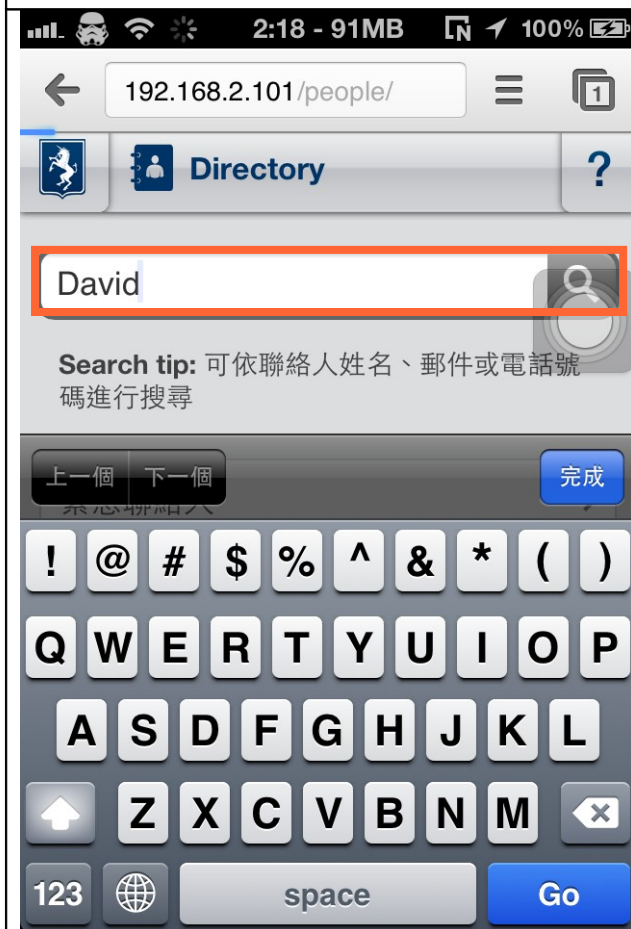 2:18 - 91MB 100%
192.168.2.101/people/ 1
Directory ?
David
Search tip: 可依聯絡人姓名、郵件或電話號
碼進行搜尋
上一個 下一個 完成
! @ # $ % ^ & * ( )
Q W E R T Y U I O P
A S D F G H J K L
Z X C V B N M
123 space Go